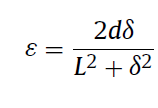 ε = 2dδ / (L² + δ²)